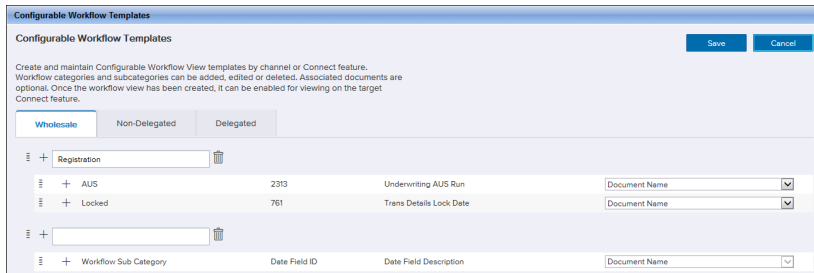 Configurable Workflow Templates
Configurable Workflow Templates
Save Cancel
Create and maintain Configurable Workflow View templates by channel or Connect feature.
Workflow categories and subcategories can be added, edited or deleted. Associated documents are
optional. Once the workflow view has been created, it can be enabled for viewing on the target
Connect feature.
Wholesale Non-Delegated Delegated
Registration
AUS 2313 Underwriting AUS Run Document Name
Locked 761 Trans Details Lock Date Document Name
Workflow Sub Category Date Field ID Date Field Description Document Name